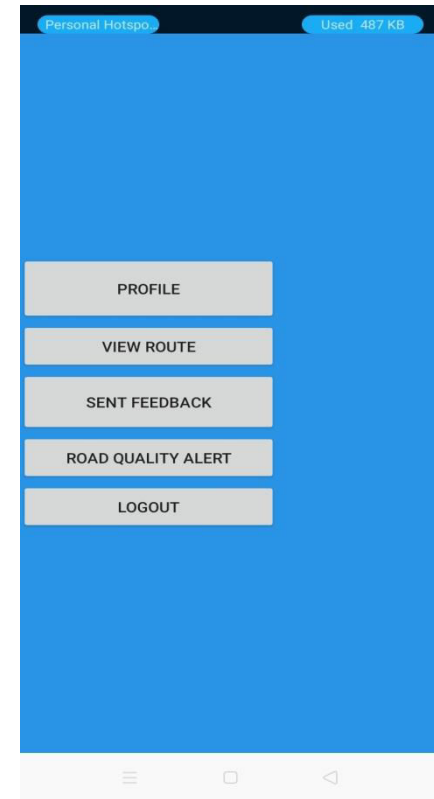 Personal Hotspo...
Used 487 KB
PROFILE
VIEW ROUTE
SENT FEEDBACK
ROAD QUALITY ALERT
LOGOUT